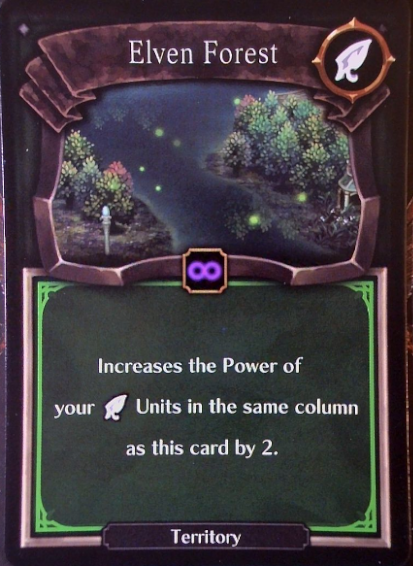 Elven Forest
∞
Increases the Power of
your Units in the same column
as this card by 2.
Territory